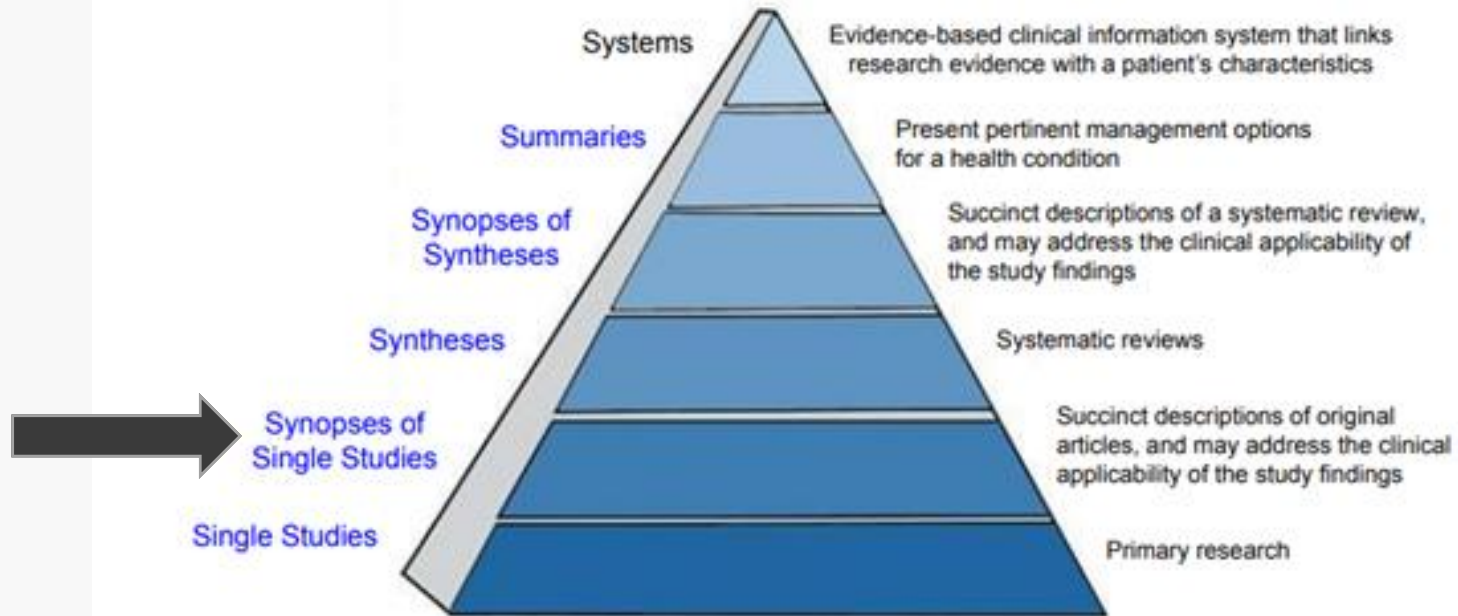 Systems
Evidence-based clinical information system that links
research evidence with a patient's characteristics
Summaries
Present pertinent management options
for a health condition
Synopses of
Syntheses
Succinct descriptions of a systematic review,
and may address the clinical applicability of
the study findings
Syntheses
Systematic reviews
Synopses of
Single Studies
Succinct descriptions of original
articles, and may address the clinical
applicability of the study findings
Single Studies
Primary research